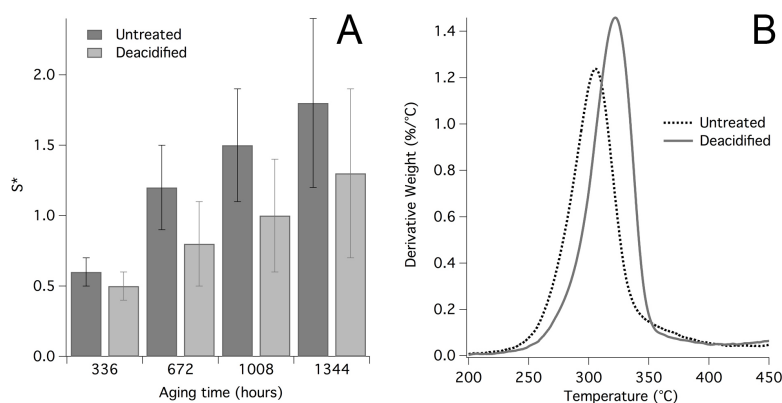 A
Untreated
Deacidified
2.0
1.5
1.0
0.5
0.0
S*
336 672 1008 1344
Aging time (hours)
B
1.4
1.2
1.0
0.8
0.6
0.4
0.2
0.0
Derivative Weight (%/°C)
Untreated
Deacidified
200 250 300 350 400 450
Temperature (°C)